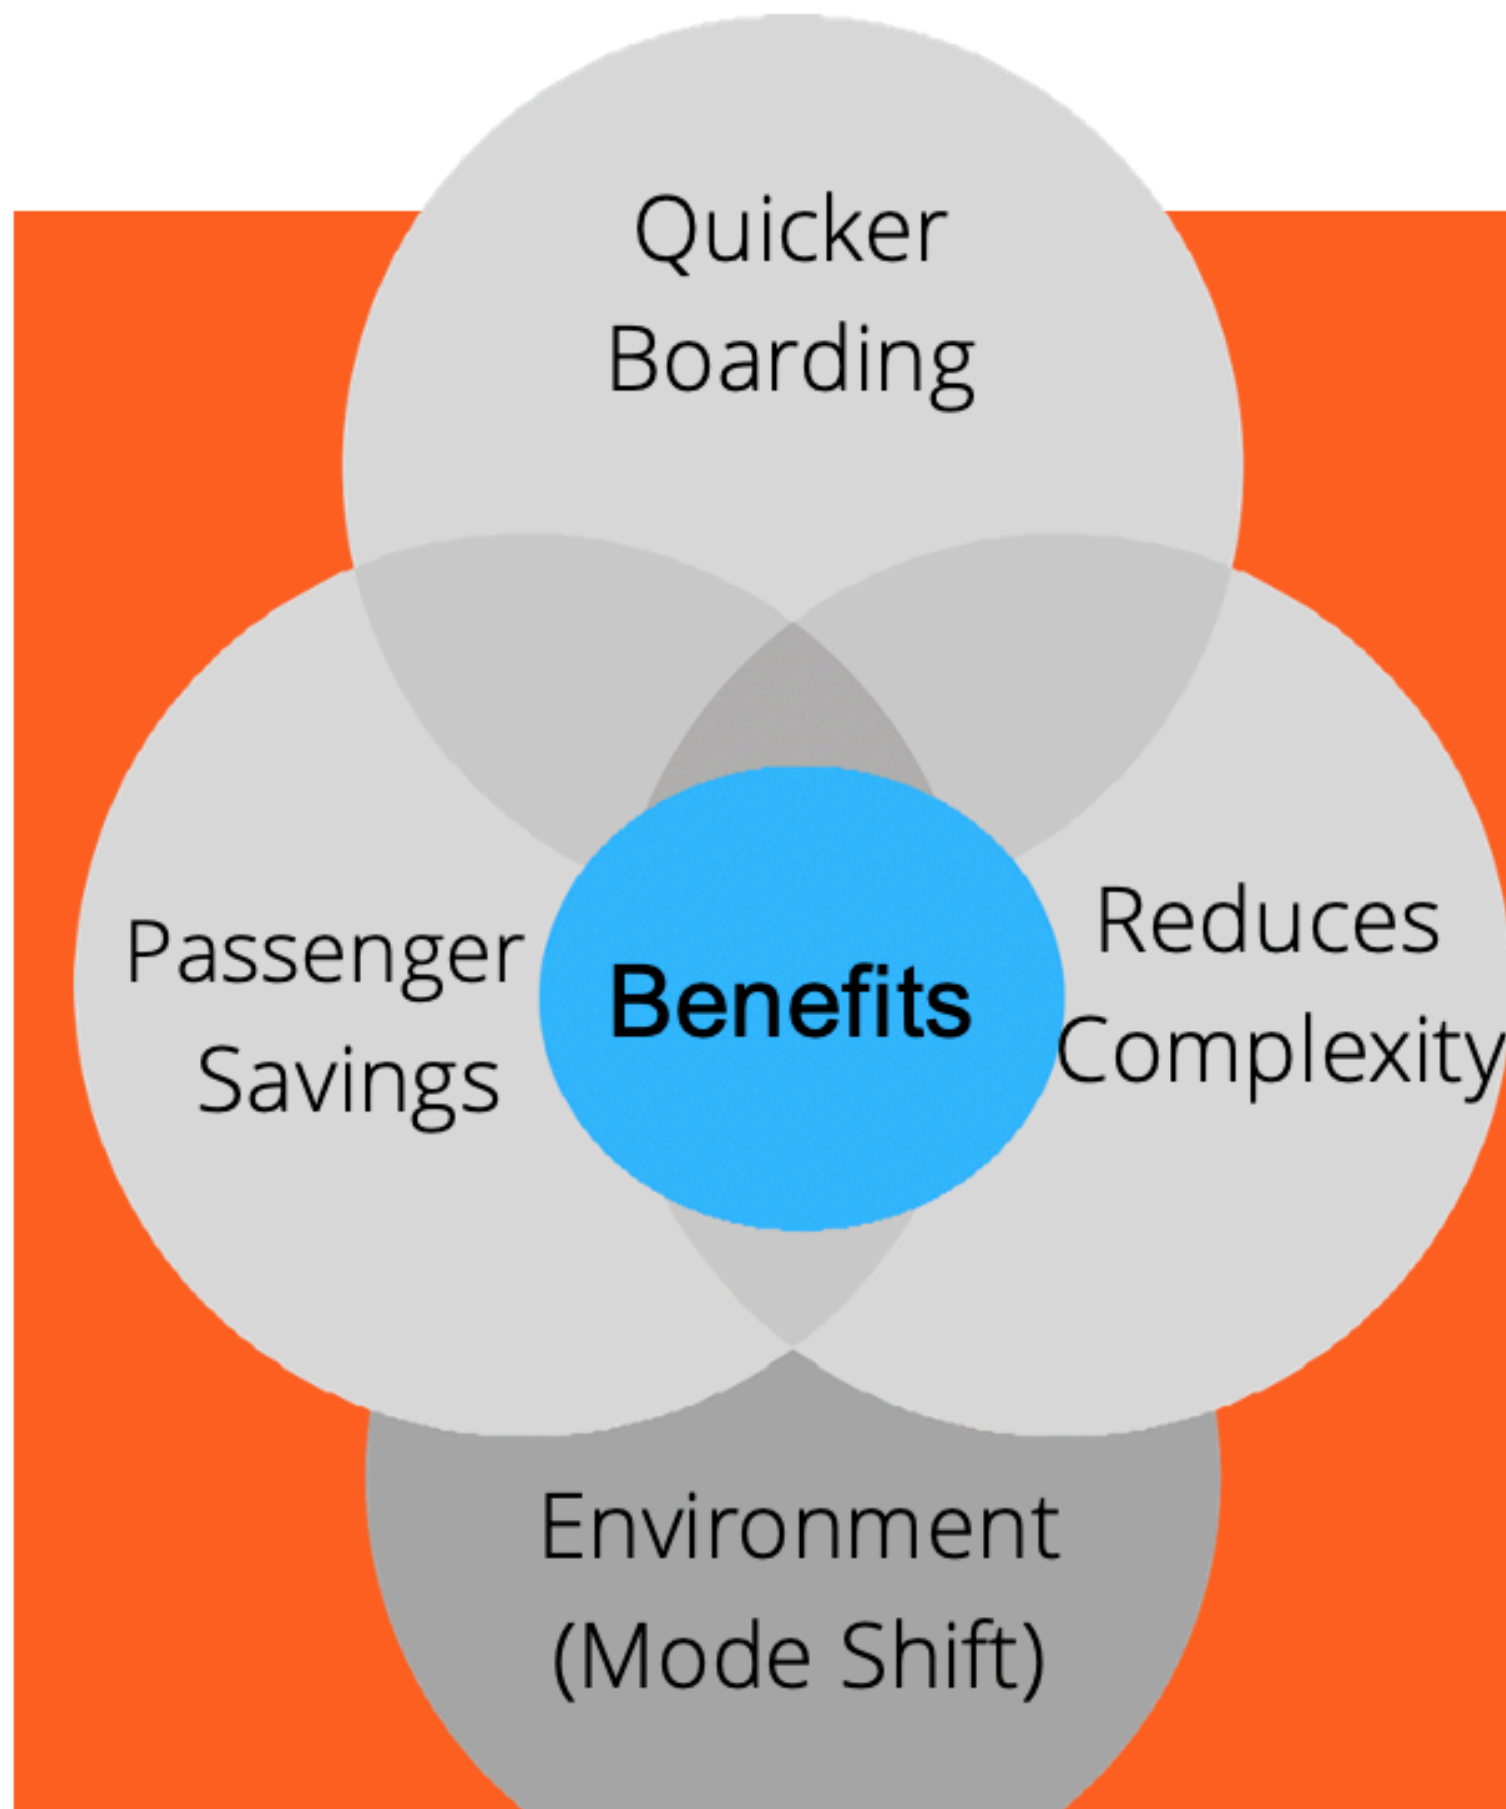 Quicker
Boarding
Passenger
Savings
Benefits
Reduces
Complexity
Environment
(Mode Shift)